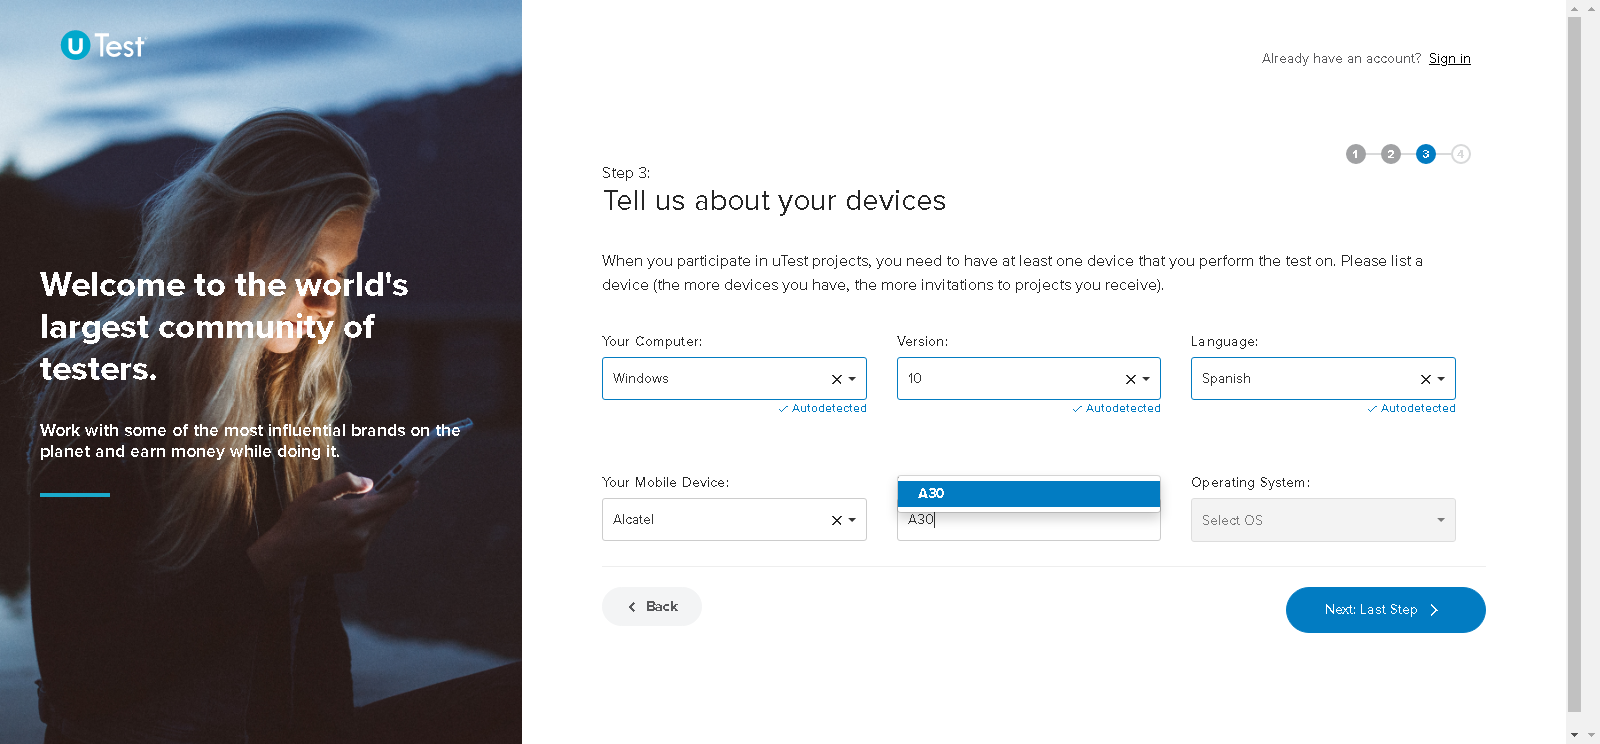 u Test
Welcome to the world's
largest community of
testers.
Work with some of the most influential brands on the
planet and earn money while doing it.
Already have an account? Sign in
1 2 3 4
Step 3:
Tell us about your devices
When you participate in uTest projects, you need to have at least one device that you perform the test on. Please list a
device (the more devices you have, the more invitations to projects you receive).
Your Computer: Version: Language:
Windows 10 Spanish
Autodetected Autodetected Autodetected
Your Mobile Device: A30 Operating System:
Alcatel A30 Select OS
Back Next: Last Step